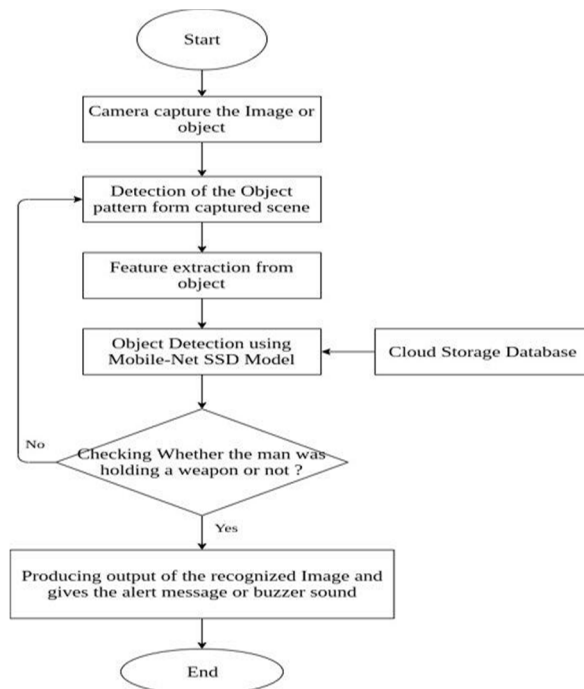 Start
Camera capture the Image or
object
Detection of the Object
pattern form captured scene
Feature extraction from
object
Object Detection using
Mobile-Net SSD Model
Cloud Storage Database
No
Checking Whether the man was
holding a weapon or not ?
Yes
Producing output of the recognized Image and
gives the alert message or buzzer sound
End